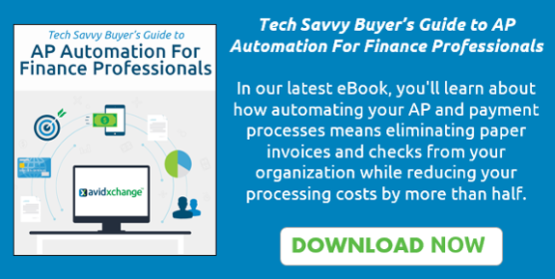 Tech Savvy Buyer's Guide to
AP Automation For
Finance Professionals
avidxchange
Tech Savvy Buyer's Guide to AP
Automation For Finance Professionals
In our latest eBook, you'll learn about
how automating your AP and payment
processes means eliminating paper
invoices and checks from your
organization while reducing your
processing costs by more than half.
DOWNLOAD NOW